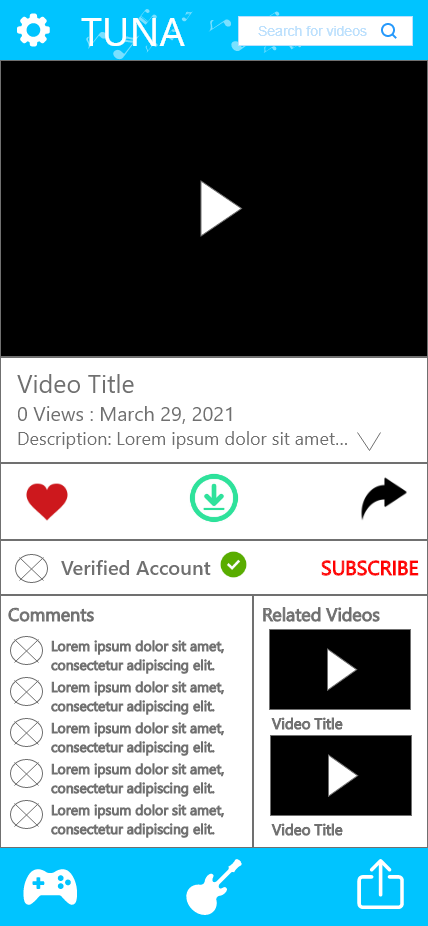 TUNA
Search for videos
Video Title
0 Views : March 29, 2021
Description: Lorem ipsum dolor sit amet...
Verified Account
SUBSCRIBE
Comments
Lorem ipsum dolor sit amet,
consectetur adipiscing elit.
Lorem ipsum dolor sit amet,
consectetur adipiscing elit.
Lorem ipsum dolor sit amet,
consectetur adipiscing elit.
Lorem ipsum dolor sit amet,
consectetur adipiscing elit.
Lorem ipsum dolor sit amet,
consectetur adipiscing elit.
Related Videos
Video Title
Video Title